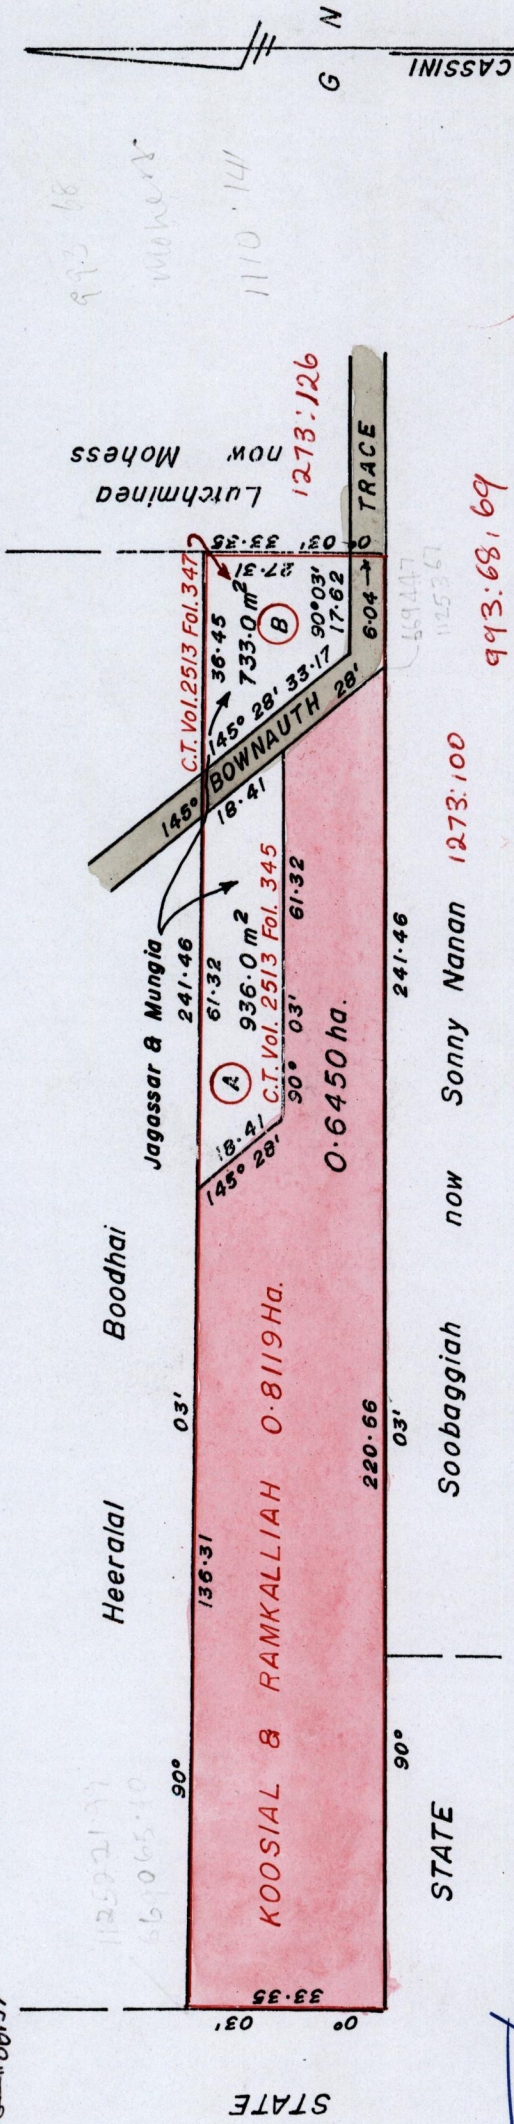 G N
CASSINI
993 68
1110 141
Lutchminea
now Mohess
1273:126
Heeralal Boodhai
Jagassar & Mungia
90° 03' 241·46 145°
136·31 61·32
C.T. Vol. 2513 Fol. 347
36·45
733·0 m²
B
27·31
33·35
0° 03'
145° 28' 33·17
90°03'
17·62
6·04
BOWNAUTH TRACE
28'
18·41
A
936·0 m²
C.T. Vol. 2513 Fol. 345
18·41
145° 28'
90° 03' 61·32
0·6450 ha.
KOOSIAL & RAMKALLIAH 0·8119 Ha.
STATE
0° 03'
33·35
220·66
90° 03' 241·46
STATE
Soobaggiah now Sonny Nanan 1273:100
993:68,69